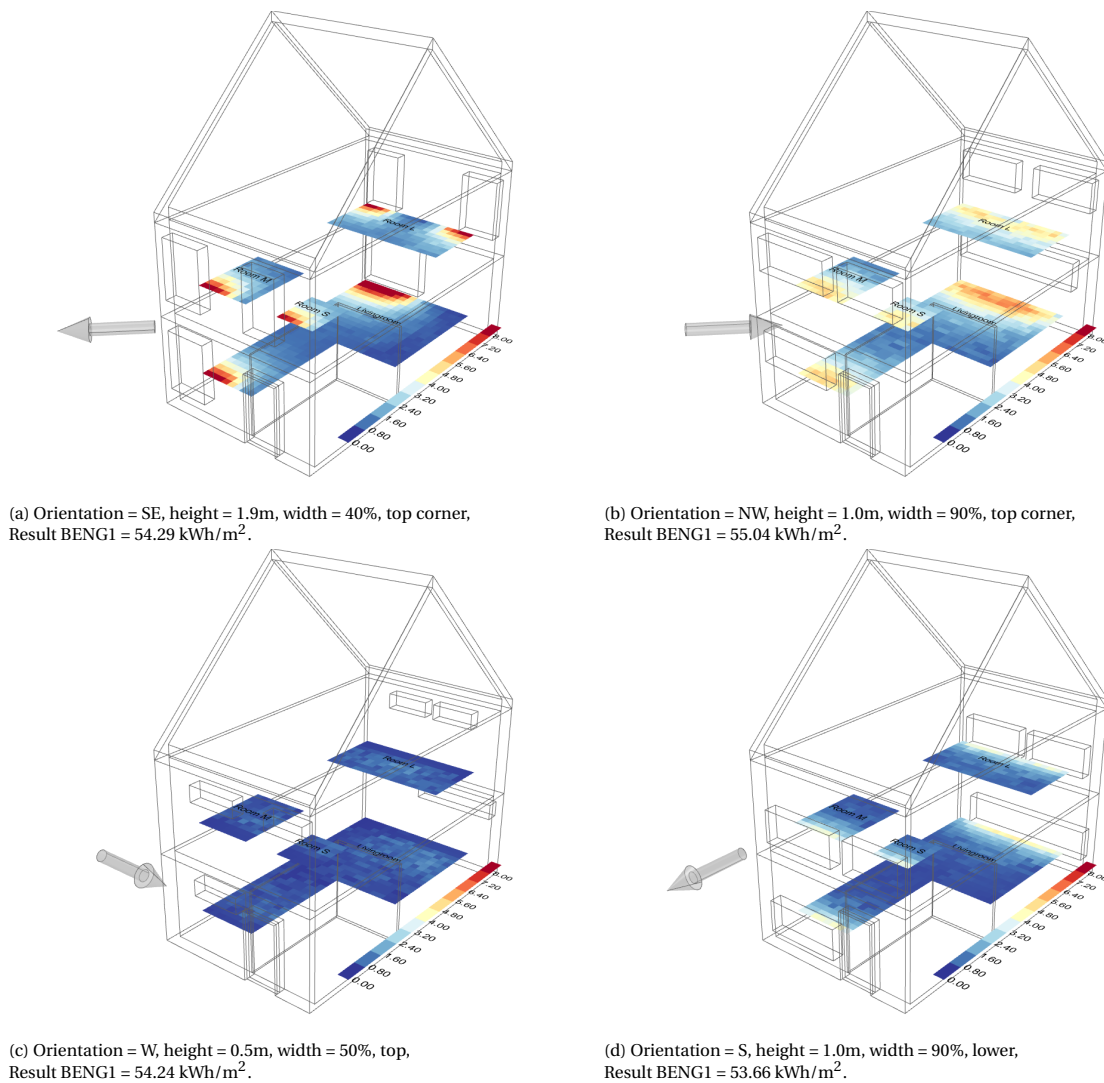 Room L
Room M
Room S
Livingroom
8.00
7.20
6.40
5.60
4.80
4.00
3.20
2.40
1.60
0.80
0.00
(a) Orientation = SE, height = 1.9m, width = 40%, top corner,
Result BENG1 = 54.29 kWh/m².
Room L
Room M
Room S
Livingroom
8.00
7.20
6.40
5.60
4.80
4.00
3.20
2.40
1.60
0.80
0.00
(b) Orientation = NW, height = 1.0m, width = 90%, top corner,
Result BENG1 = 55.04 kWh/m².
Room L
Room M
Room S
Livingroom
8.00
7.20
6.40
5.60
4.80
4.00
3.20
2.40
1.60
0.80
0.00
(c) Orientation = W, height = 0.5m, width = 50%, top,
Result BENG1 = 54.24 kWh/m².
Room L
Room M
Room S
Livingroom
8.00
7.20
6.40
5.60
4.80
4.00
3.20
2.40
1.60
0.80
0.00
(d) Orientation = S, height = 1.0m, width = 90%, lower,
Result BENG1 = 53.66 kWh/m².